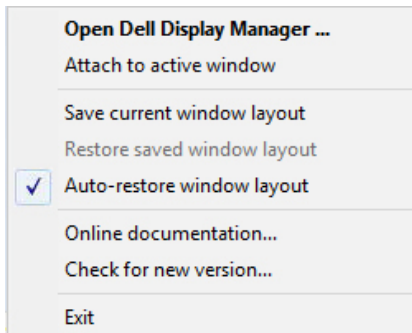 Open Dell Display Manager ...
Attach to active window
Save current window layout
Restore saved window layout
Auto-restore window layout
Online documentation...
Check for new version...
Exit